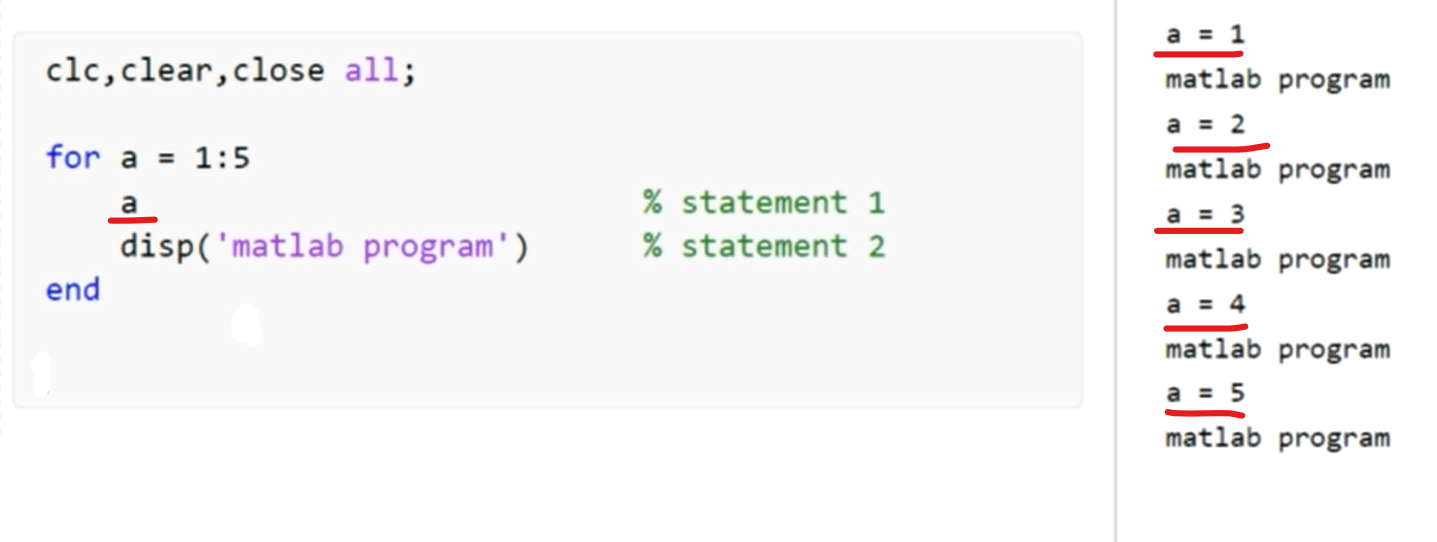 clc,clear,close all;
for a = 1:5
a % statement 1
disp('matlab program') % statement 2
end
a = 1
matlab program
a = 2
matlab program
a = 3
matlab program
a = 4
matlab program
a = 5
matlab program